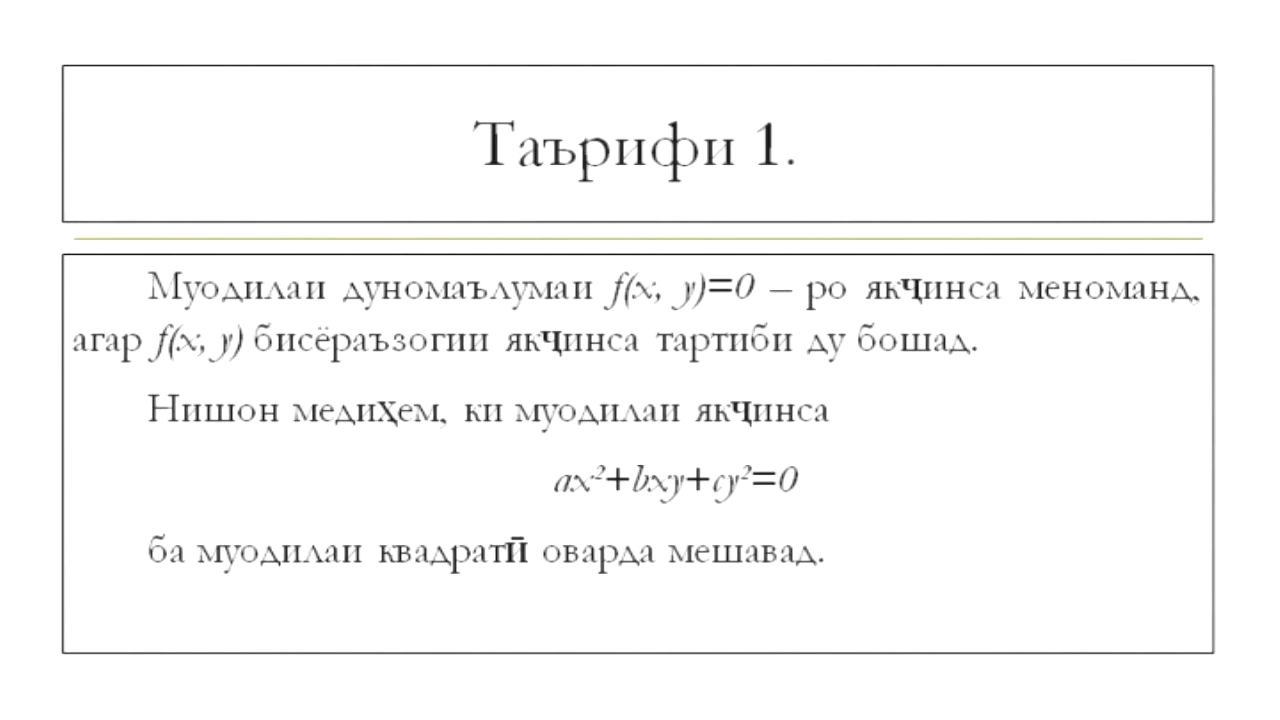 Таърифи 1.
Муодилаи дуномаълумаи f(x, y)=0 – ро якҷинса меноманд,
агар f(x, y) бисёраъзогии якҷинса тартиби ду бошад.
Нишон медиҳем, ки муодилаи якҷинса
ax²+bxy+cy²=0
ба муодилаи квадратӣ оварда мешавад.